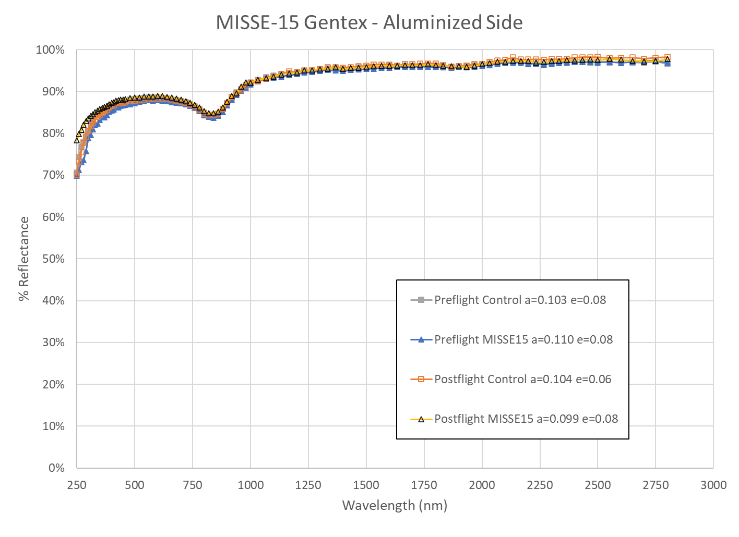 MISSE-15 Gentex - Aluminized Side
100%
90%
80%
70%
60%
50%
40%
30%
20%
10%
0%
% Reflectance
Preflight Control a=0.103 e=0.08
Preflight MISSE15 a=0.110 e=0.08
Postflight Control a=0.104 e=0.06
Postflight MISSE15 a=0.099 e=0.08
250 500 750 1000 1250 1500 1750 2000 2250 2500 2750 3000
Wavelength (nm)